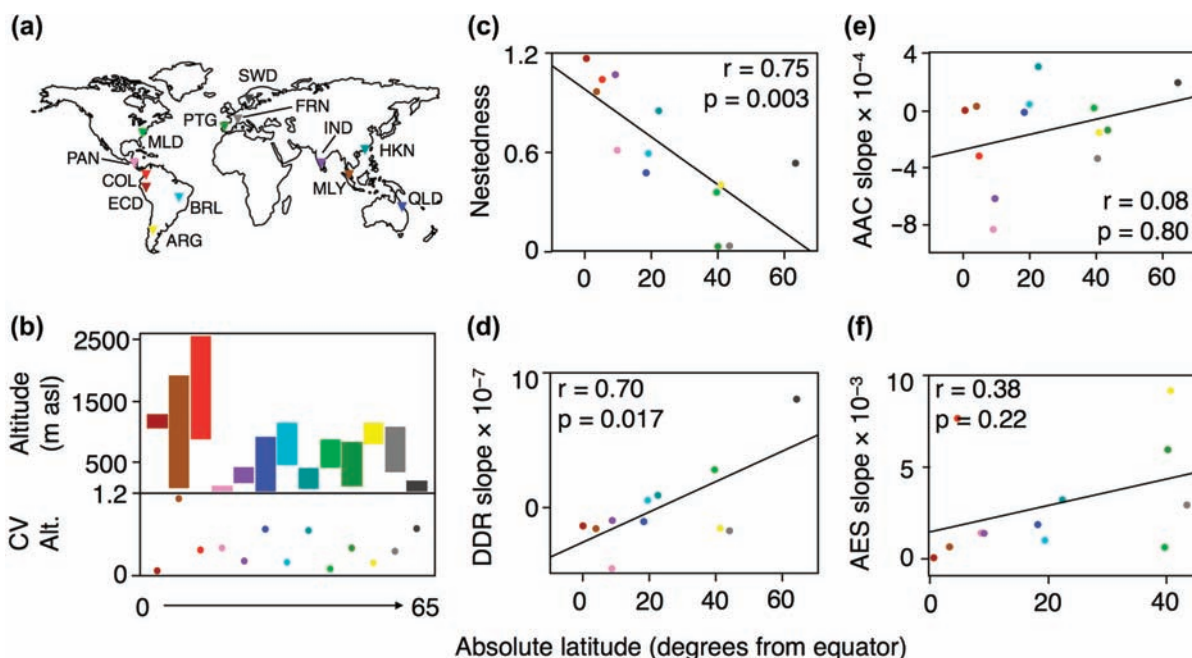 (a)
SWD
FRN
PTG
IND
MLD
HKN
PAN
COL
MLY
QLD
ECD
BRL
ARG
(b)
2500
1500
500
Altitude
(m asl)
1.2
0
CV
Alt.
0
65
(c)
1.2
0.6
0
Nestedness
r = 0.75
p = 0.003
0 20 40 60
(d)
10
0
DDR slope × 10⁻⁷
r = 0.70
p = 0.017
0 20 40 60
(e)
4
0
−4
−8
AAC slope × 10⁻⁴
r = 0.08
p = 0.80
0 20 40 60
(f)
10
5
0
AES slope × 10⁻³
r = 0.38
p = 0.22
0 20 40
Absolute latitude (degrees from equator)